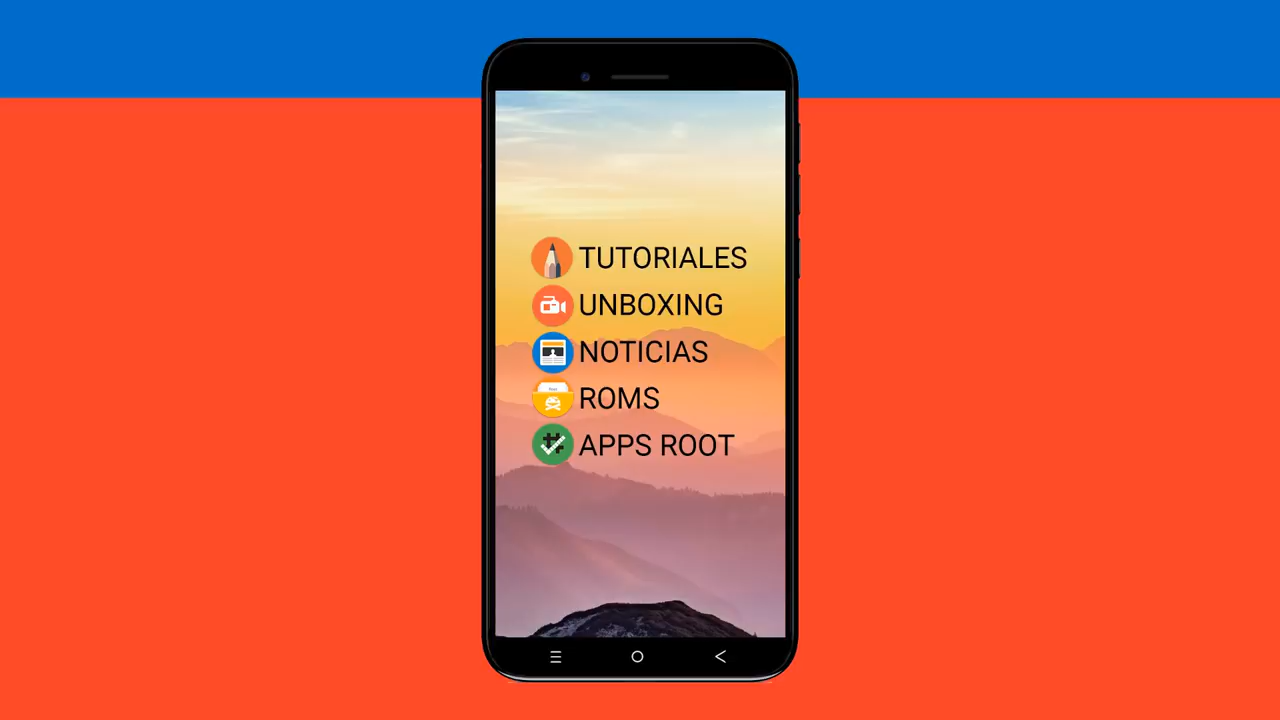 TUTORIALES
UNBOXING
NOTICIAS
ROMS
APPS ROOT